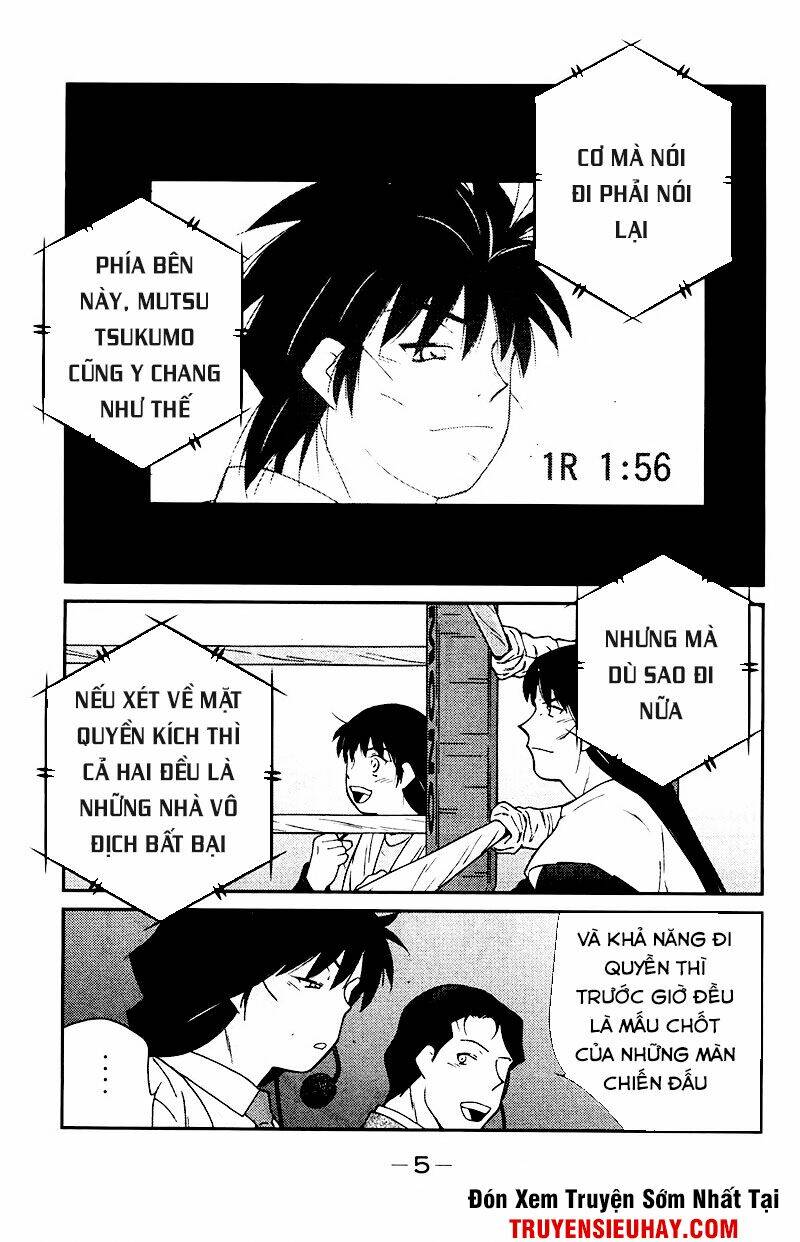 CƠ MÀ NÓI
ĐI PHẢI NÓI
LẠI
PHÍA BÊN
NÀY, MUTSU
TSUKUMO
CŨNG Y CHANG
NHƯ THẾ
1R 1:56
NHƯNG MÀ
DÙ SAO ĐI
NỮA
NẾU XÉT VỀ MẶT
QUYỀN KÍCH THÌ
CẢ HAI ĐỀU LÀ
NHỮNG NHÀ VÔ
ĐỊCH BẤT BẠI
VÀ KHẢ NĂNG ĐI
QUYỀN THÌ
TRƯỚC GIỜ ĐỀU
LÀ MẤU CHỐT
CỦA NHỮNG MÀN
CHIẾN ĐẤU
...
-5-
Đón Xem Truyện Sớm Nhất Tại
TRUYENSIEUHAY.COM